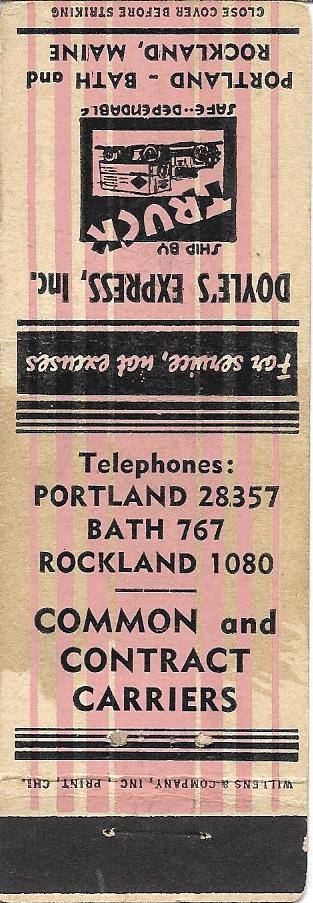 For service, not excuses
DOYLE'S EXPRESS, Inc.
SHIP BY
TRUCK
SAFE--DEPENDABLE
PORTLAND - BATH and
ROCKLAND, MAINE
CLOSE COVER BEFORE STRIKING
Telephones:
PORTLAND 28357
BATH 767
ROCKLAND 1080
COMMON and
CONTRACT
CARRIERS
WILLENS & COMPANY, INC., PRINT, CHI.